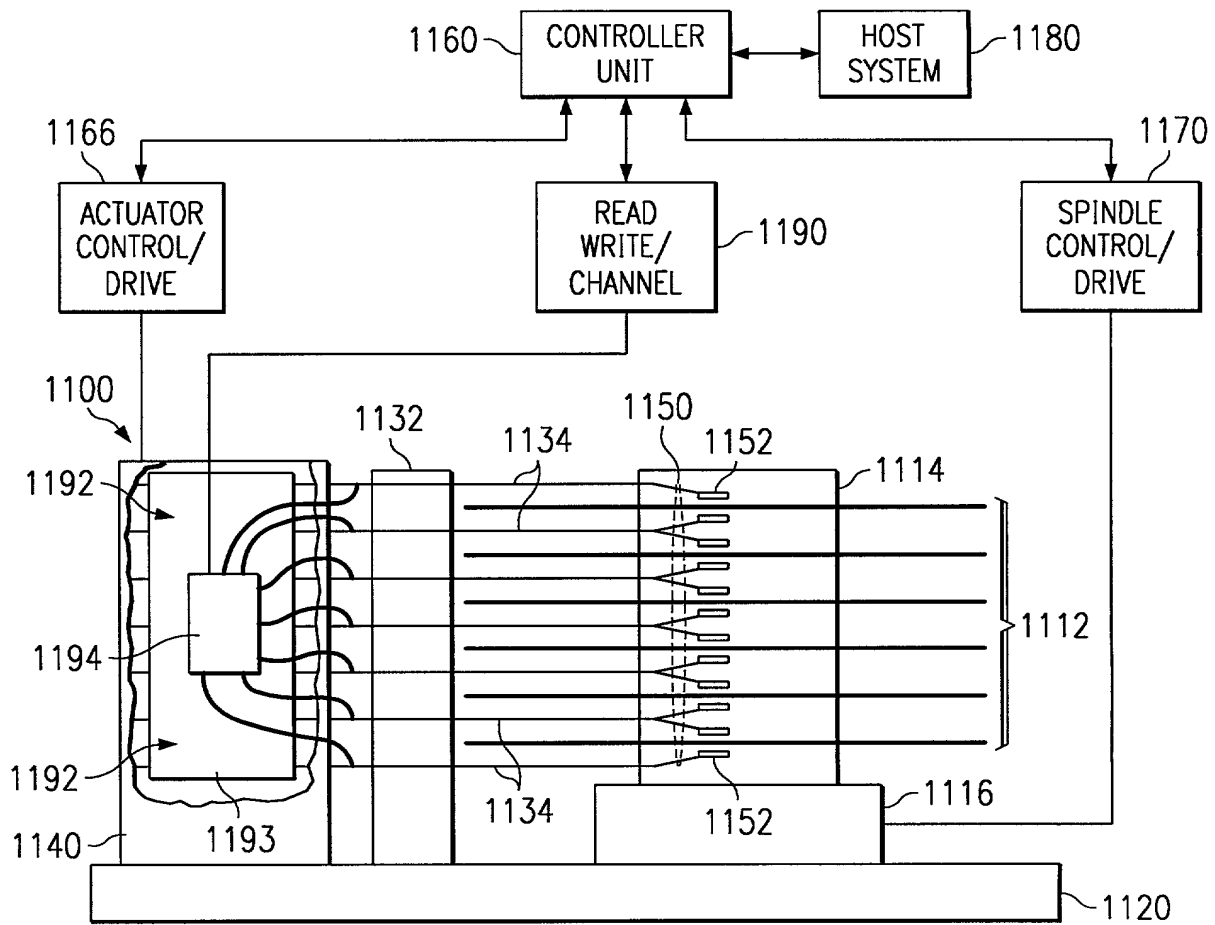 1160
CONTROLLER
UNIT
HOST
SYSTEM
1180
1166
ACTUATOR
CONTROL/
DRIVE
READ
WRITE/
CHANNEL
1190
1170
SPINDLE
CONTROL/
DRIVE
1100
1132
1134
1150
1152
1114
1192
1112
1194
1192
1193
1134
1152
1116
1140
1120